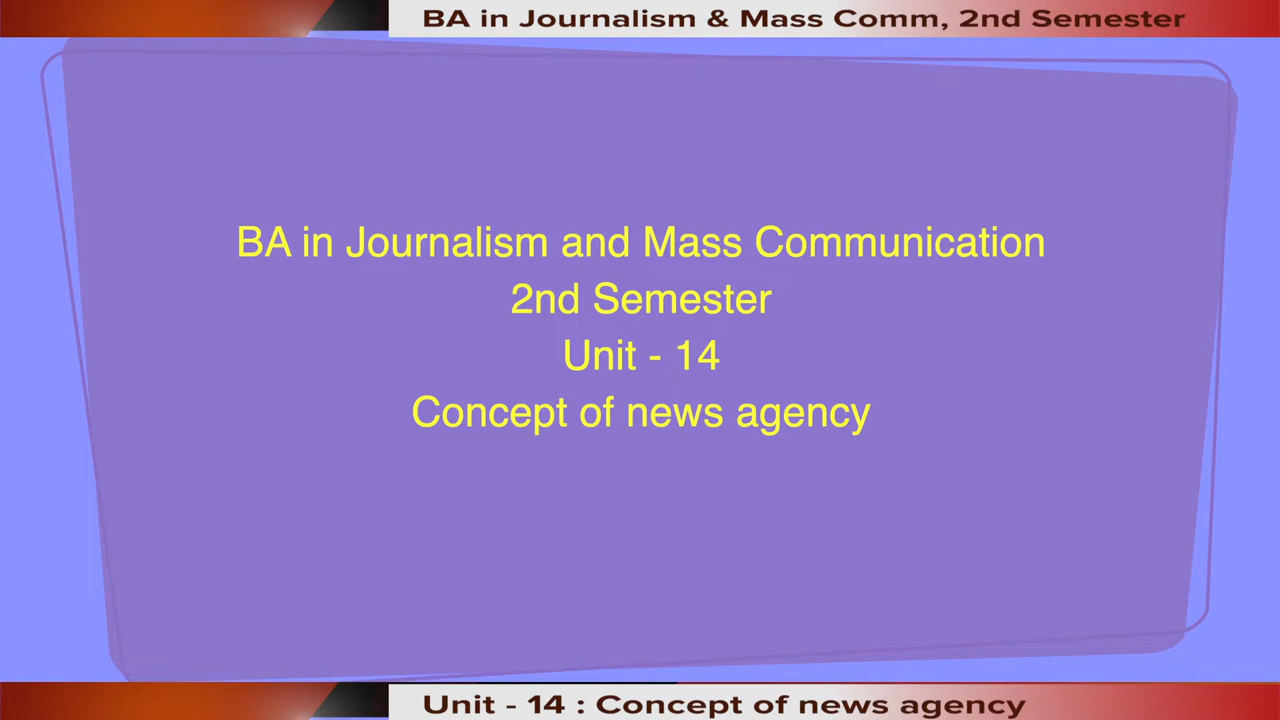 BA in Journalism & Mass Comm, 2nd Semester
BA in Journalism and Mass Communication
2nd Semester
Unit - 14
Concept of news agency
Unit - 14 : Concept of news agency